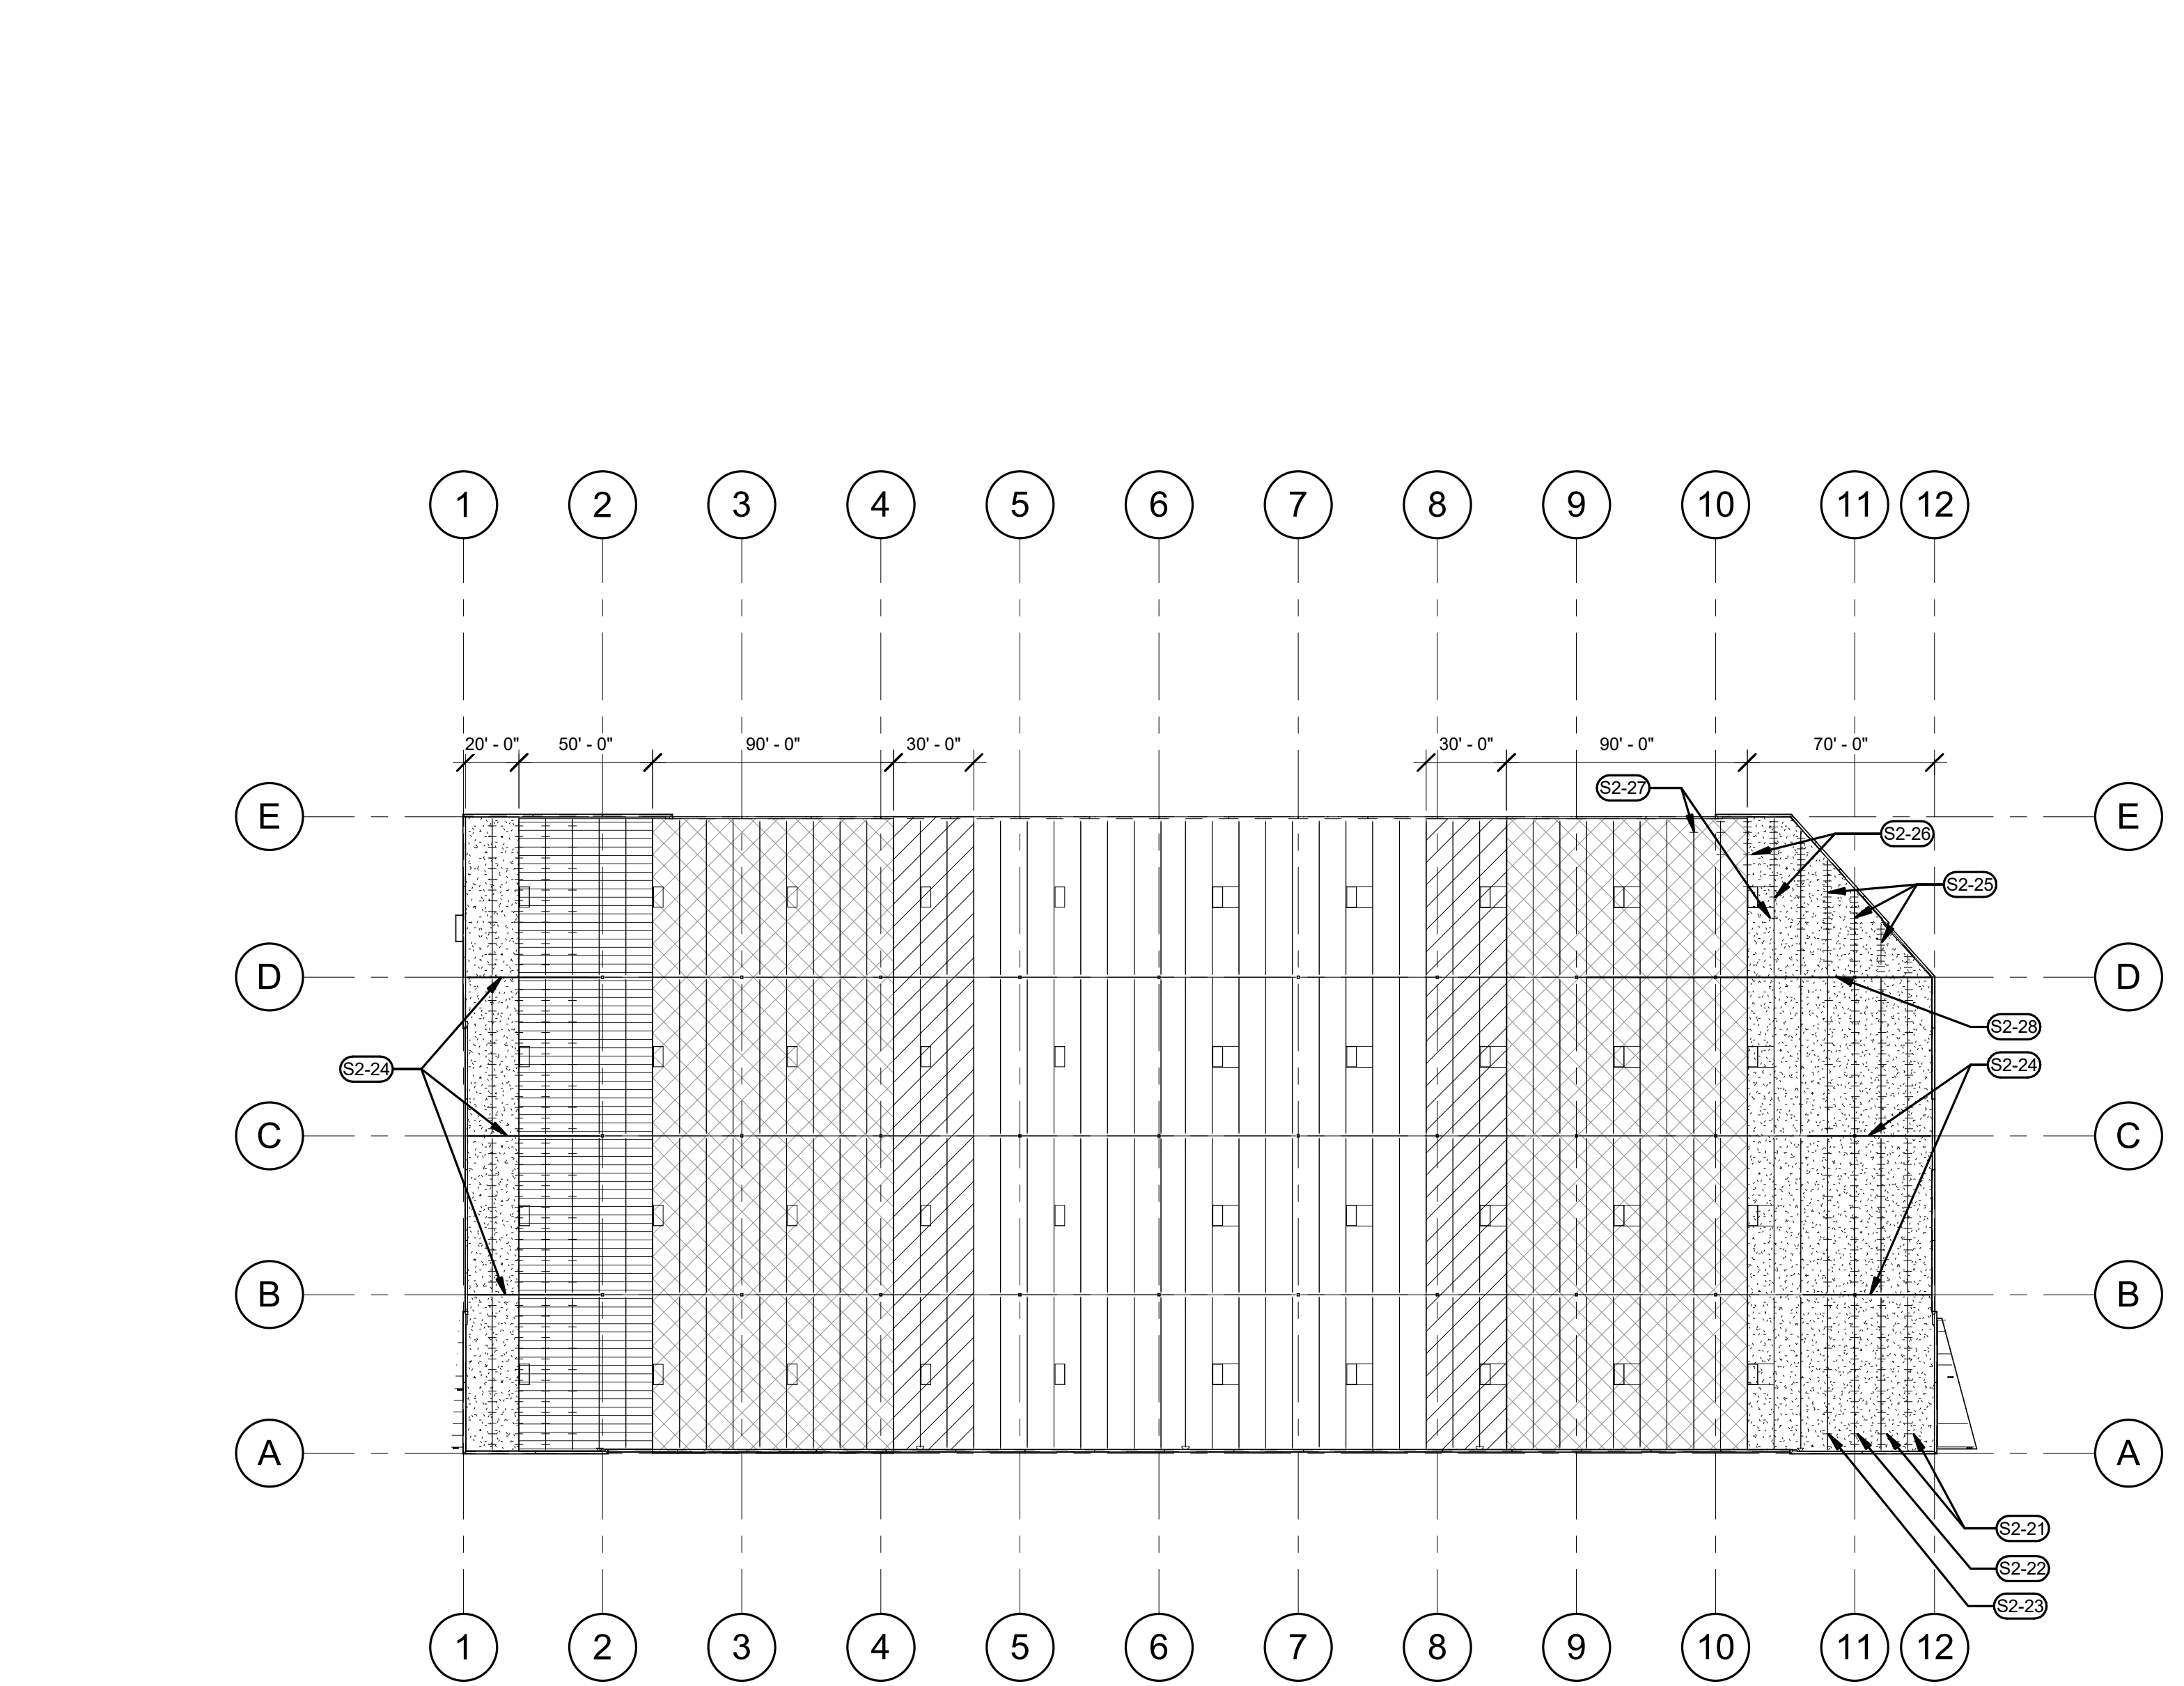 1 2 3 4 5 6 7 8 9 10 11 12
20' - 0" 50' - 0" 90' - 0" 30' - 0" 30' - 0" 90' - 0" 70' - 0"
S2-27
E E
S2-26
S2-25
D D
S2-28
S2-24 S2-24
C C
B B
A A
S2-21
S2-22
S2-23
1 2 3 4 5 6 7 8 9 10 11 12